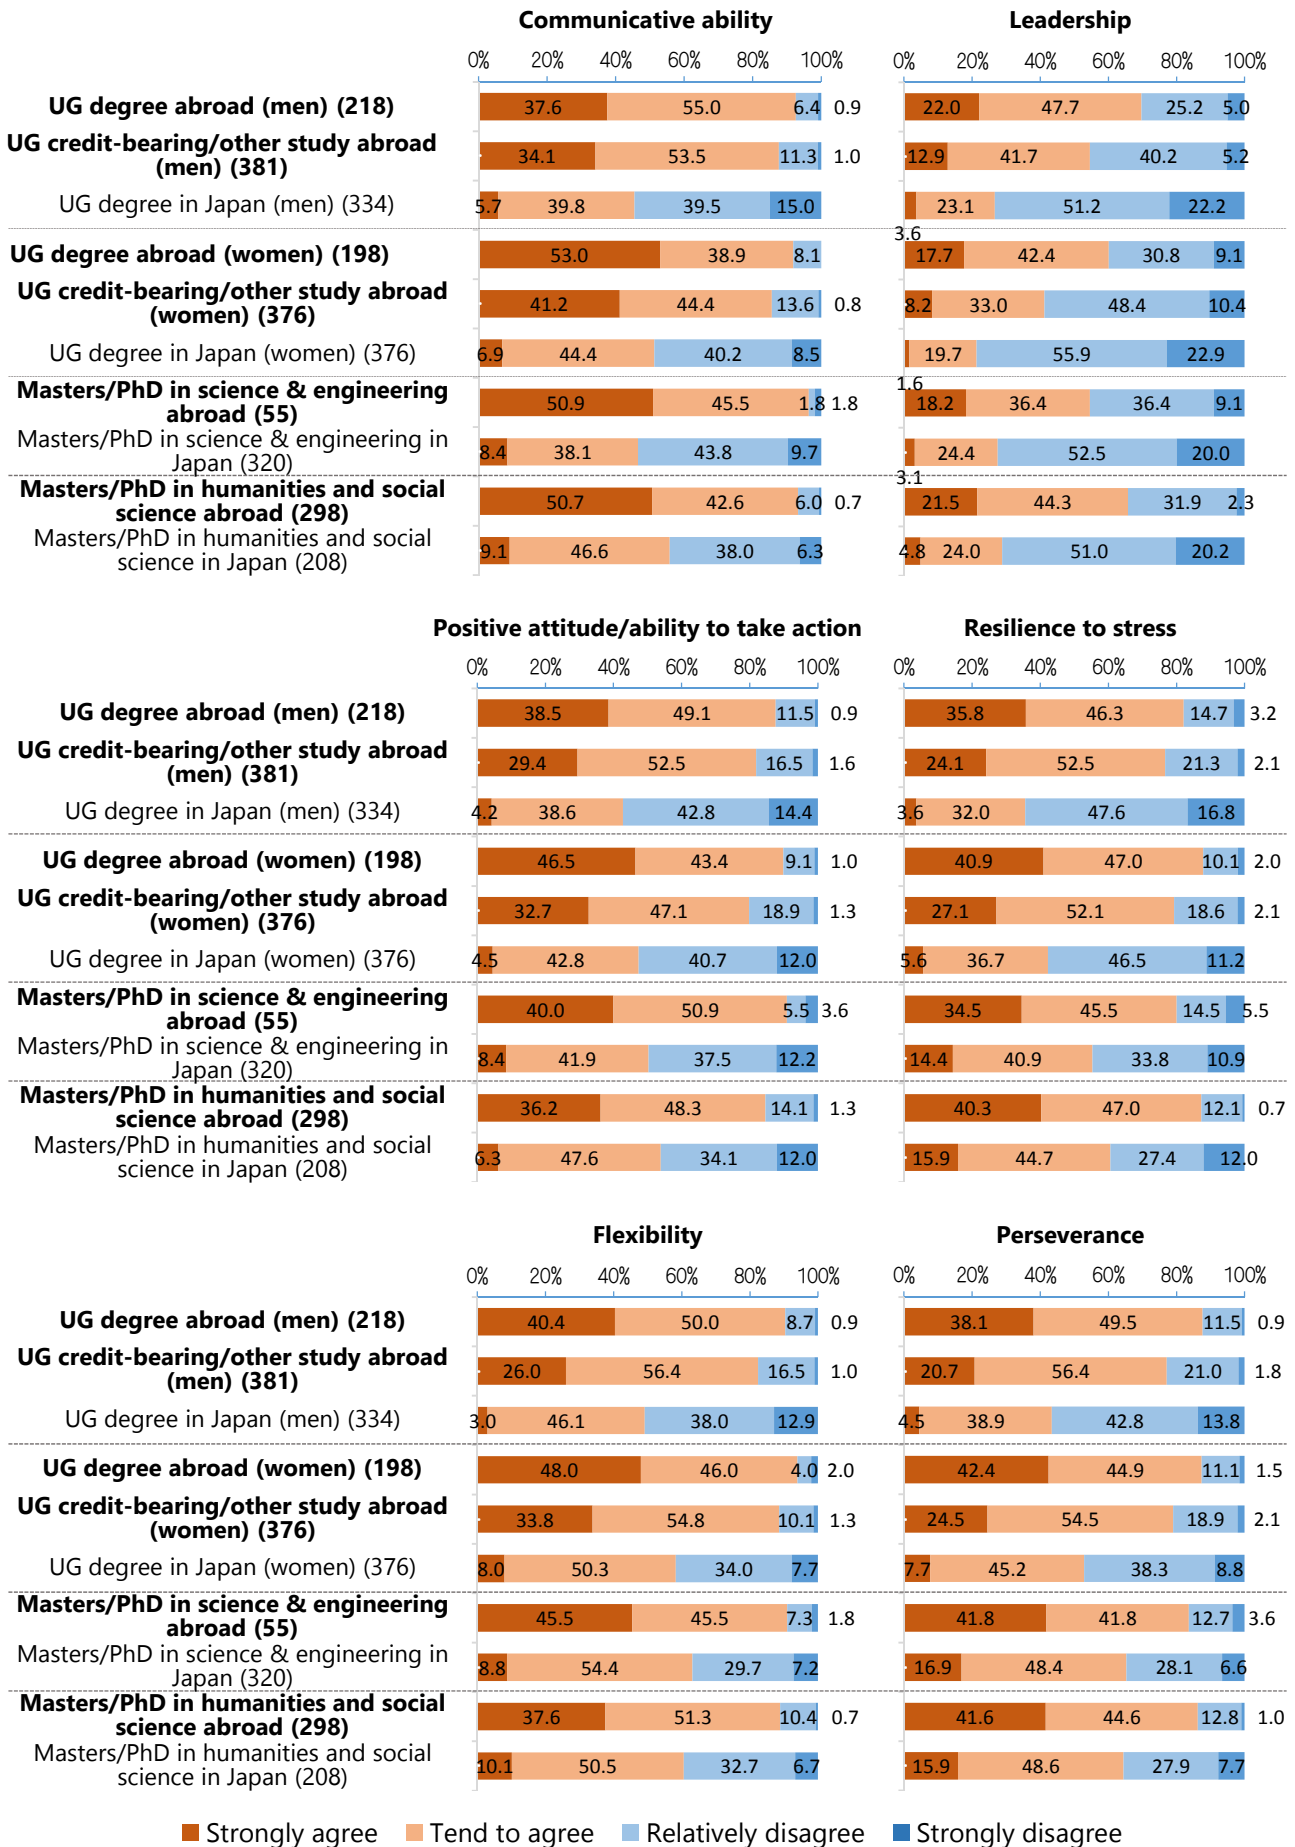 Communicative ability Leadership
0% 20% 40% 60% 80% 100% 0% 20% 40% 60% 80% 100%
UG degree abroad (men) (218) 37.6 55.0 6.4 0.9 22.0 47.7 25.2 5.0
UG credit-bearing/other study abroad
(men) (381) 34.1 53.5 11.3 1.0 12.9 41.7 40.2 5.2
UG degree in Japan (men) (334) 5.7 39.8 39.5 15.0 23.1 51.2 22.2
3.6
UG degree abroad (women) (198) 53.0 38.9 8.1 17.7 42.4 30.8 9.1
UG credit-bearing/other study abroad
(women) (376) 41.2 44.4 13.6 0.8 8.2 33.0 48.4 10.4
UG degree in Japan (women) (376) 6.9 44.4 40.2 8.5 19.7 55.9 22.9
1.6
Masters/PhD in science & engineering
abroad (55) 50.9 45.5 1.8 1.8 18.2 36.4 36.4 9.1
Masters/PhD in science & engineering in
Japan (320) 8.4 38.1 43.8 9.7 24.4 52.5 20.0
3.1
Masters/PhD in humanities and social
science abroad (298) 50.7 42.6 6.0 0.7 21.5 44.3 31.9 2.3
Masters/PhD in humanities and social
science in Japan (208) 9.1 46.6 38.0 6.3 4.8 24.0 51.0 20.2
Positive attitude/ability to take action Resilience to stress
0% 20% 40% 60% 80% 100% 0% 20% 40% 60% 80% 100%
UG degree abroad (men) (218) 38.5 49.1 11.5 0.9 35.8 46.3 14.7 3.2
UG credit-bearing/other study abroad
(men) (381) 29.4 52.5 16.5 1.6 24.1 52.5 21.3 2.1
UG degree in Japan (men) (334) 4.2 38.6 42.8 14.4 3.6 32.0 47.6 16.8
UG degree abroad (women) (198) 46.5 43.4 9.1 1.0 40.9 47.0 10.1 2.0
UG credit-bearing/other study abroad
(women) (376) 32.7 47.1 18.9 1.3 27.1 52.1 18.6 2.1
UG degree in Japan (women) (376) 4.5 42.8 40.7 12.0 5.6 36.7 46.5 11.2
Masters/PhD in science & engineering
abroad (55) 40.0 50.9 5.5 3.6 34.5 45.5 14.5 5.5
Masters/PhD in science & engineering in
Japan (320) 8.4 41.9 37.5 12.2 14.4 40.9 33.8 10.9
Masters/PhD in humanities and social
science abroad (298) 36.2 48.3 14.1 1.3 40.3 47.0 12.1 0.7
Masters/PhD in humanities and social
science in Japan (208) 6.3 47.6 34.1 12.0 15.9 44.7 27.4 12.0
Flexibility Perseverance
0% 20% 40% 60% 80% 100% 0% 20% 40% 60% 80% 100%
UG degree abroad (men) (218) 40.4 50.0 8.7 0.9 38.1 49.5 11.5 0.9
UG credit-bearing/other study abroad
(men) (381) 26.0 56.4 16.5 1.0 20.7 56.4 21.0 1.8
UG degree in Japan (men) (334) 3.0 46.1 38.0 12.9 4.5 38.9 42.8 13.8
UG degree abroad (women) (198) 48.0 46.0 4.0 2.0 42.4 44.9 11.1 1.5
UG credit-bearing/other study abroad
(women) (376) 33.8 54.8 10.1 1.3 24.5 54.5 18.9 2.1
UG degree in Japan (women) (376) 8.0 50.3 34.0 7.7 7.7 45.2 38.3 8.8
Masters/PhD in science & engineering
abroad (55) 45.5 45.5 7.3 1.8 41.8 41.8 12.7 3.6
Masters/PhD in science & engineering in
Japan (320) 8.8 54.4 29.7 7.2 16.9 48.4 28.1 6.6
Masters/PhD in humanities and social
science abroad (298) 37.6 51.3 10.4 0.7 41.6 44.6 12.8 1.0
Masters/PhD in humanities and social
science in Japan (208) 10.1 50.5 32.7 6.7 15.9 48.6 27.9 7.7
Strongly agree Tend to agree Relatively disagree Strongly disagree